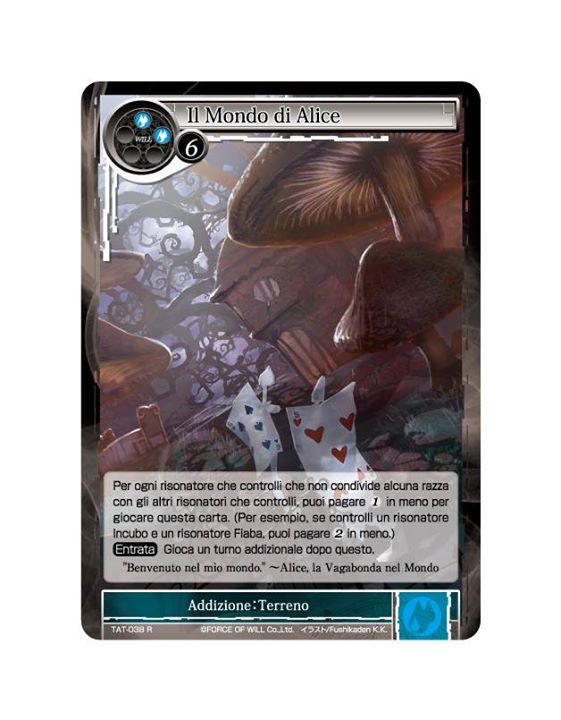 Il Mondo di Alice
WILL
6
5
5
Per ogni risonatore che controlli che non condivide alcuna razza
con gli altri risonatori che controlli, puoi pagare 1 in meno per
giocare questa carta. (Per esempio, se controlli un risonatore
Incubo e un risonatore Fiaba, puoi pagare 2 in meno.)
Entrata Gioca un turno addizionale dopo questo.
"Benvenuto nel mio mondo." ～Alice, la Vagabonda nel Mondo
Addizione:Terreno
TAT-038 R ©FORCE OF WILL Co.,Ltd. イラスト/Fushikaden K.K.